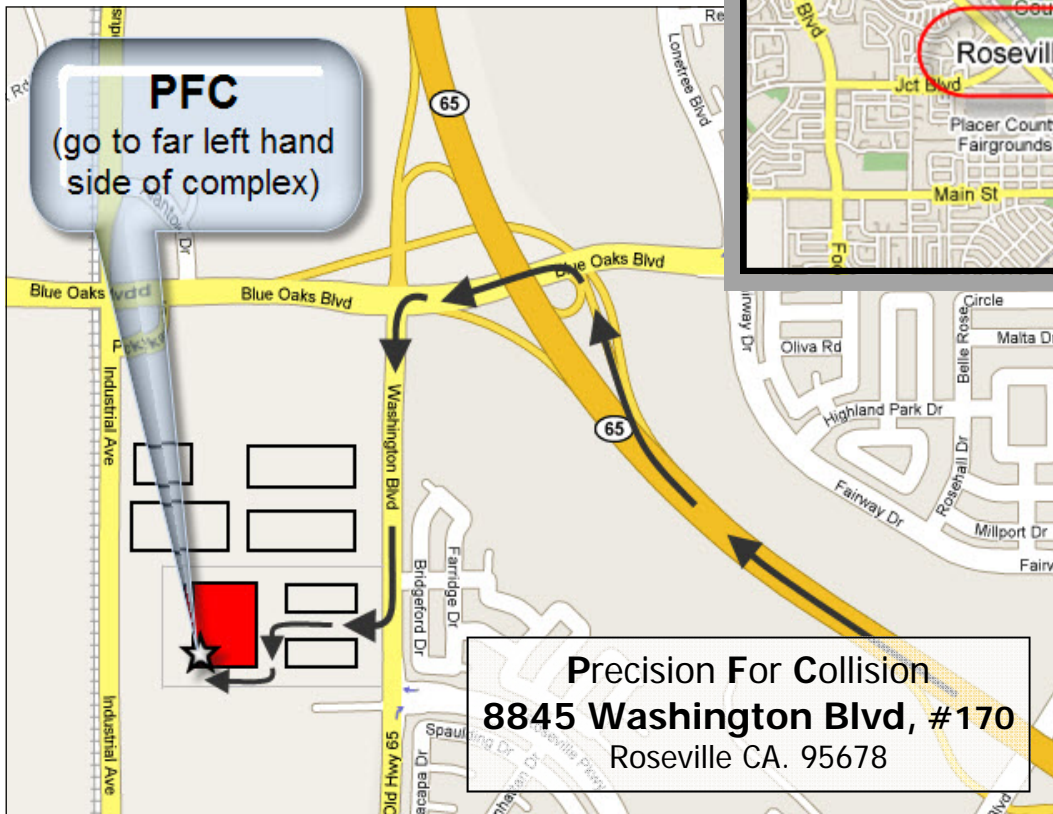 PFC
(go to far left hand
side of complex)
65
Lonetree Blvd
Blue Oaks Blvd
Blue Oaks Blvd
Blue Oaks
Industrial Ave
Industrial Ave
Washington Blvd
65
Bridgeford Dr
Farridge Dr
Old Hwy 65
Blvd
Jct Blvd
Placer
Fairgrounds
Main St
Circle
Oliva Rd
Belle Rose
Malta
Highland Park Dr
Rosehall Dr
Fairway Dr
Millport Dr
Precision For Collision
8845 Washington Blvd, #170
Roseville CA. 95678
Dr